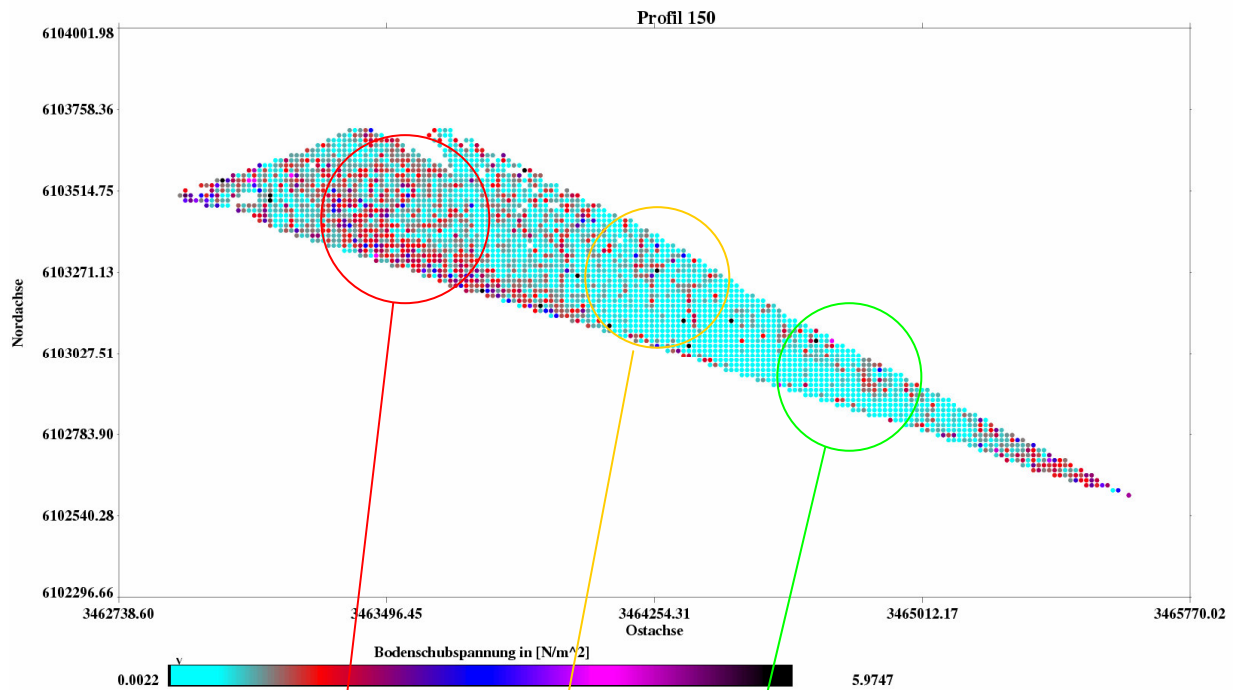 Profil 150
6104001.98
6103758.36
6103514.75
6103271.13
6103027.51
6102783.90
6102540.28
6102296.66
Nordachse
3462738.60 3463496.45 3464254.31 3465012.17 3465770.02
Ostachse
Bodenschubspannung in [N/m^2]
v
0.0022 5.9747